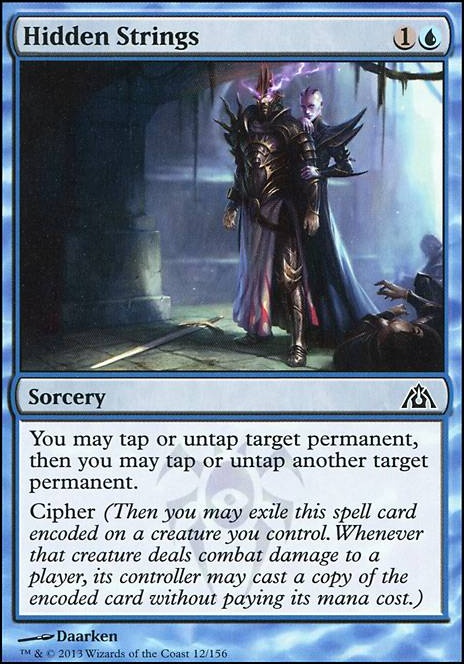 Hidden Strings 1
Sorcery
You may tap or untap target permanent,
then you may tap or untap another target
permanent.
Cipher (Then you may exile this spell card
encoded on a creature you control. Whenever
that creature deals combat damage to a
player, its controller may cast a copy of the
encoded card without paying its mana cost.)
Daarken
™ & © 2013 Wizards of the Coast 12/156